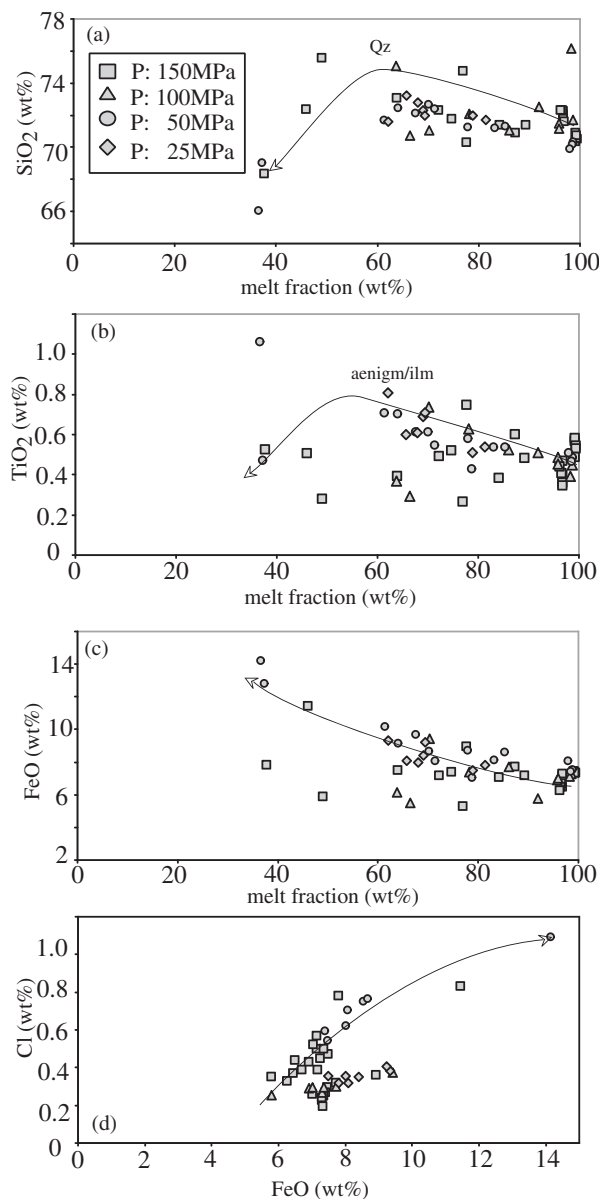 (a)
Qz
P: 150MPa
P: 100MPa
P: 50MPa
P: 25MPa
SiO2 (wt%)
78
74
70
66
0 20 40 60 80 100
melt fraction (wt%)
(b)
aenigm/ilm
TiO2 (wt%)
1.0
0.8
0.6
0.4
0.2
0
0 20 40 60 80 100
melt fraction (wt%)
(c)
FeO (wt%)
14
10
6
2
0 20 40 60 80 100
melt fraction (wt%)
Cl (wt%)
1.0
0.8
0.6
0.4
0.2
0
(d)
0 2 4 6 8 10 12 14
FeO (wt%)